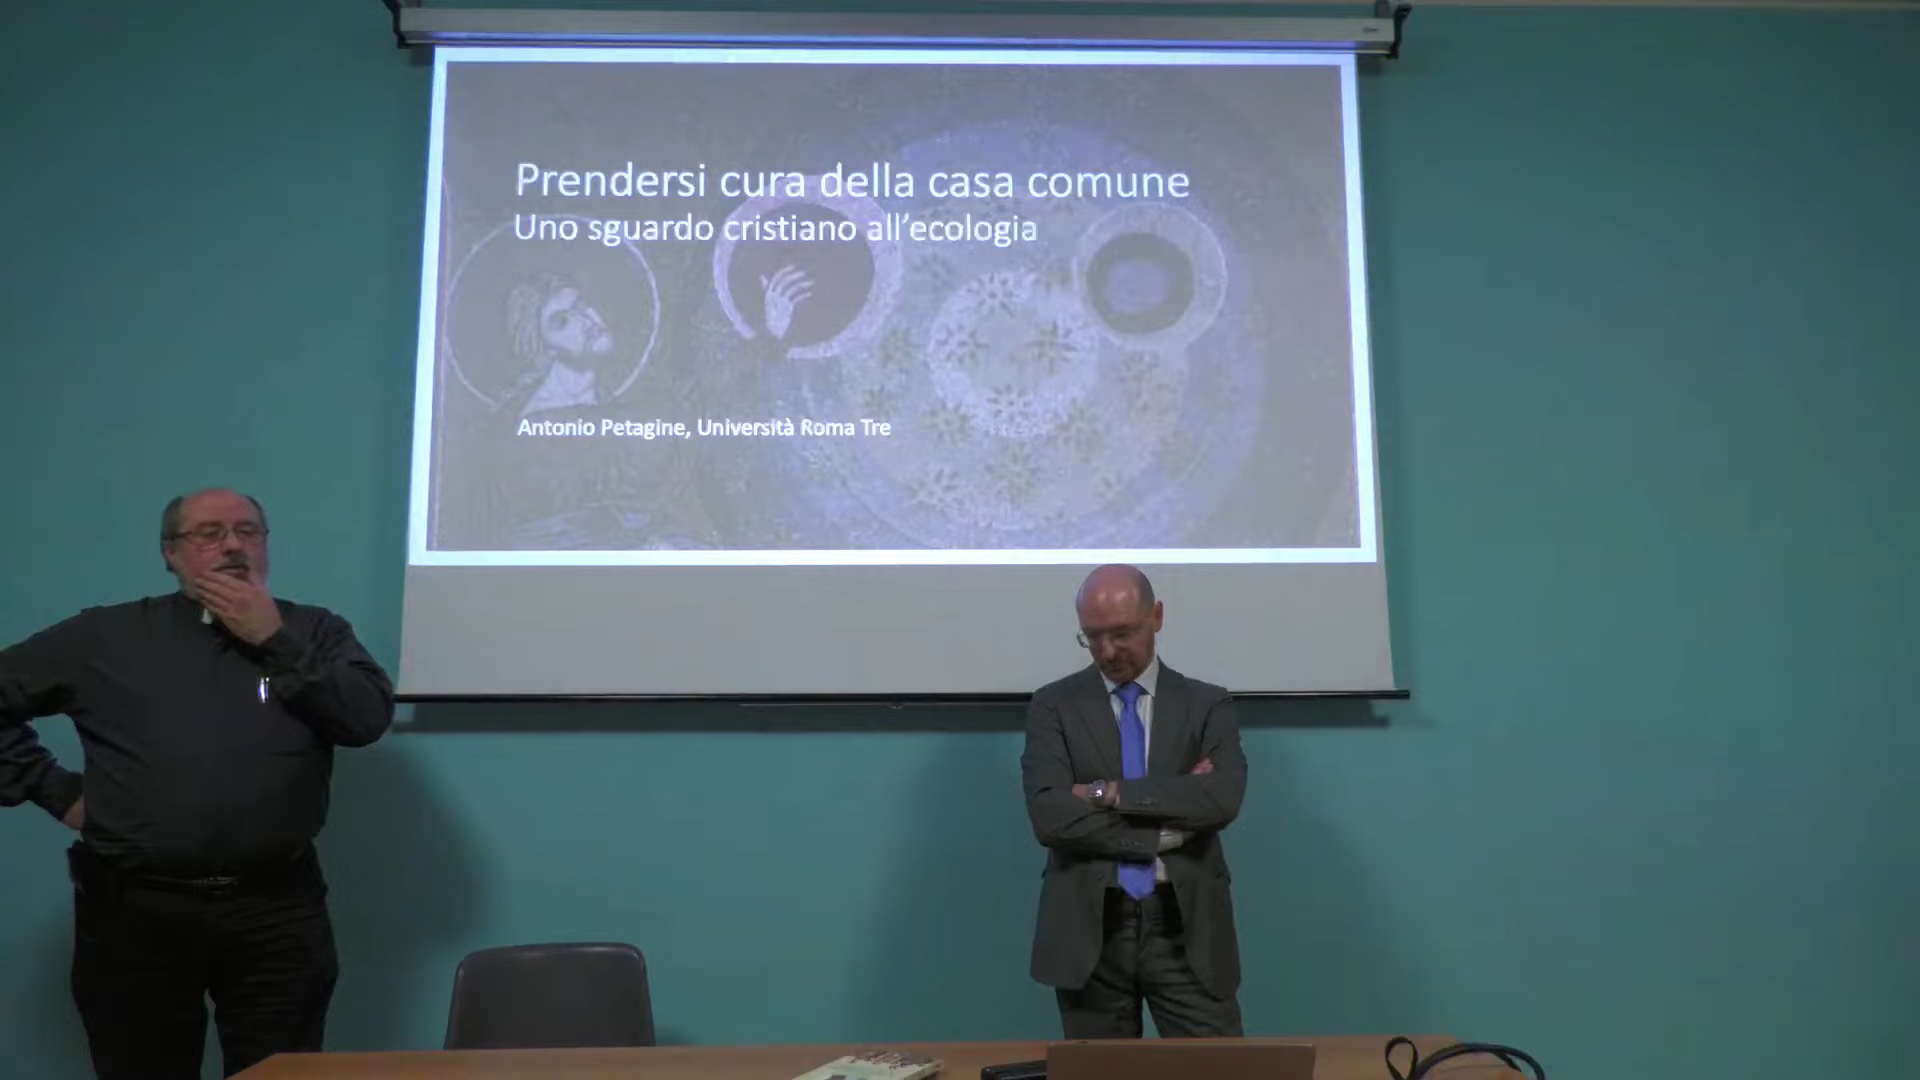 Prendersi cura della casa comune
Uno sguardo cristiano all'ecologia
Antonio Petagine, Università Roma Tre